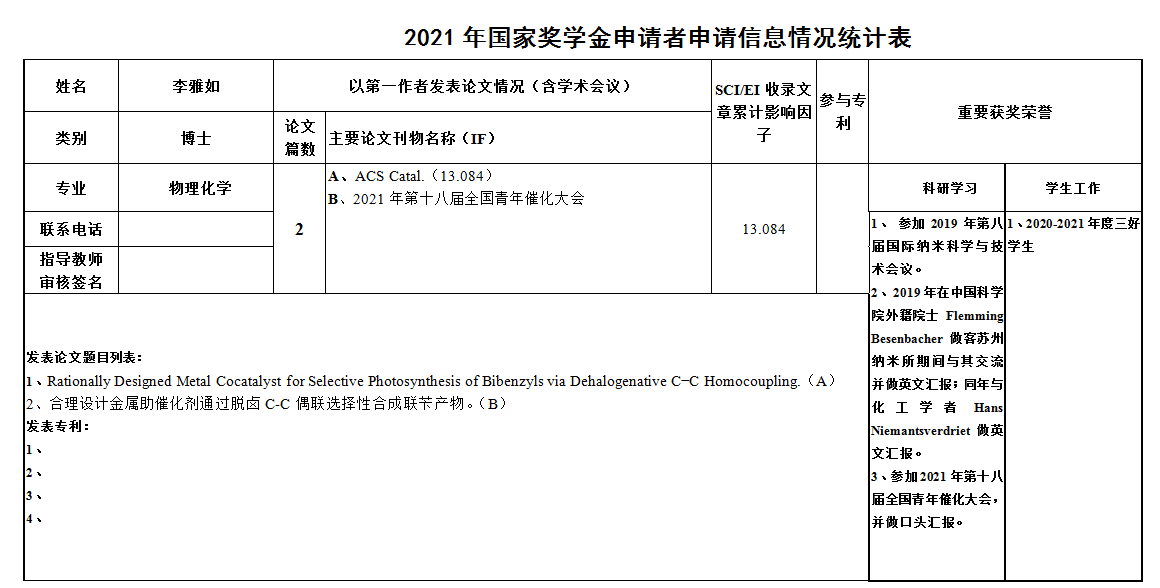 2021 年国家奖学金申请者申请信息情况统计表
姓名
李雅如
以第一作者发表论文情况（含学术会议）
SCI/EI 收录文
章累计影响因
子
参与专
利
重要获奖荣誉
类别
博士
论文
篇数
主要论文刊物名称（IF）
专业
物理化学
2
A、ACS Catal.（13.084）
B、2021 年第十八届全国青年催化大会
13.084
科研学习
学生工作
联系电话
指导教师
审核签名
1、 参加 2019 年第八
届国际纳米科学与技
术会议。
2、2019 年在中国科学
院外籍院士 Flemming
Besenbacher 做客苏州
纳米所期间与其交流
并做英文汇报；同年与
化工学者 Hans
Niemantsverdriet 做英
文汇报。
3、参加 2021 年第十八
届全国青年催化大会，
并做口头汇报。
1、2020-2021 年度三好
学生
发表论文题目列表：
1、Rationally Designed Metal Cocatalyst for Selective Photosynthesis of Bibenzyls via Dehalogenative C−C Homocoupling.（A）
2、合理设计金属助催化剂通过脱卤 C-C 偶联选择性合成联苄产物。（B）
发表专利：
1、
2、
3、
4、